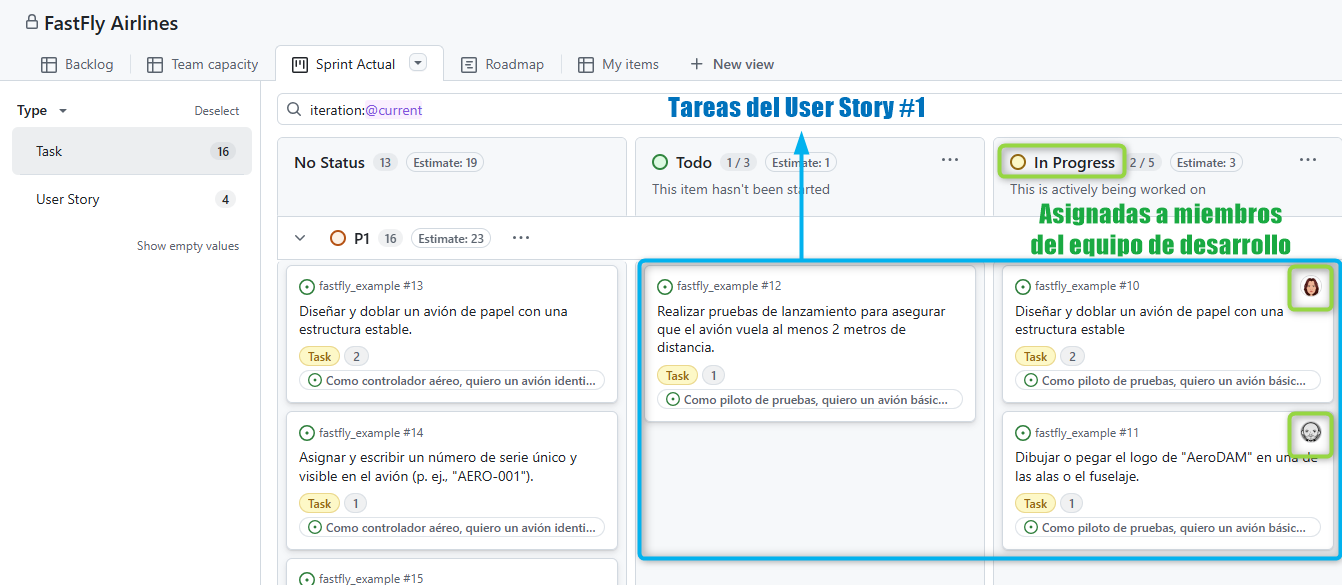 FastFly Airlines
Backlog
Team capacity
Sprint Actual
Roadmap
My items
New view
Type
Deselect
Task 16
User Story 4
Show empty values
iteration:@current
Tareas del User Story #1
No Status 13 Estimate: 19
Todo 1 / 3 Estimate: 1
This item hasn't been started
In Progress 2 / 5 Estimate: 3
This is actively being worked on
Asignadas a miembros
del equipo de desarrollo
P1 16 Estimate: 23
fastfly_example #13
Diseñar y doblar un avión de papel con una
estructura estable.
Task 2
Como controlador aéreo, quiero un avión identi...
fastfly_example #14
Asignar y escribir un número de serie único y
visible en el avión (p. ej., "AERO-001").
Task 1
Como controlador aéreo, quiero un avión identi...
fastfly_example #15
fastfly_example #12
Realizar pruebas de lanzamiento para asegurar
que el avión vuela al menos 2 metros de
distancia.
Task 1
Como piloto de pruebas, quiero un avión básic...
fastfly_example #10
Diseñar y doblar un avión de papel con una
estructura estable
Task 2
Como piloto de pruebas, quiero un avión básic...
fastfly_example #11
Dibujar o pegar el logo de "AeroDAM" en una de
las alas o el fuselaje.
Task 1
Como piloto de pruebas, quiero un avión básic...